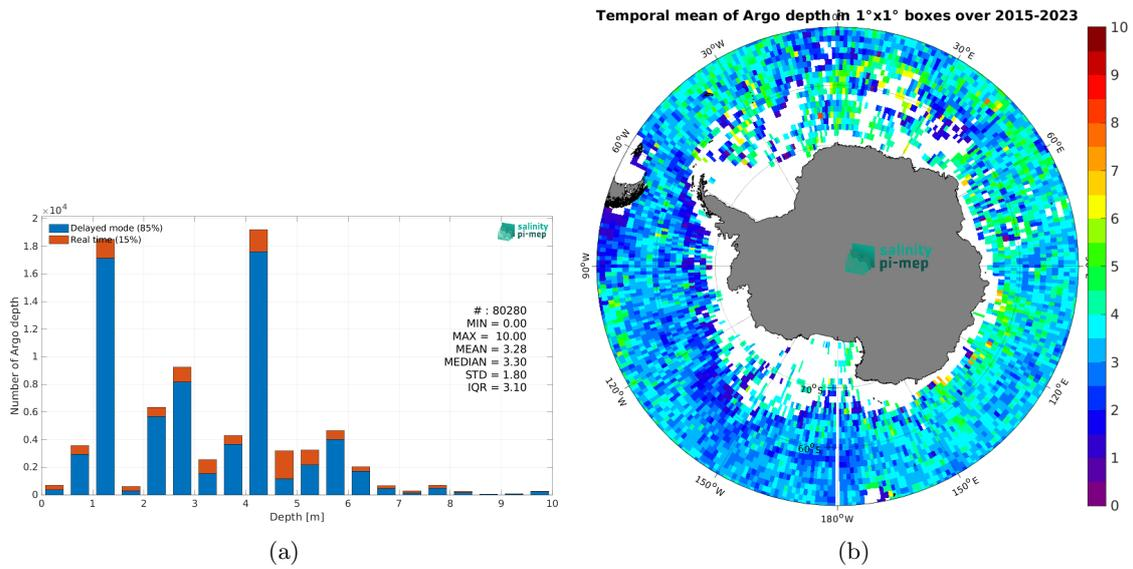 Temporal mean of Argo depth in 1°x1° boxes over 2015-2023
×10⁴
2
1.8
1.6
1.4
1.2
1
0.8
0.6
0.4
0.2
0
Number of Argo depth
Delayed mode (85%)
Real time (15%)
salinity
pi-mep
# : 80280
MIN = 0.00
MAX = 10.00
MEAN = 3.28
MEDIAN = 3.30
STD = 1.80
IQR = 3.10
0 1 2 3 4 5 6 7 8 9 10
Depth [m]
(a)
30°W
30°E
60°W
60°E
90°W
120°W
120°E
150°W
150°E
180°W
70°S
60°S
salinity
pi-mep
10
9
8
7
6
5
4
3
2
1
0
(b)